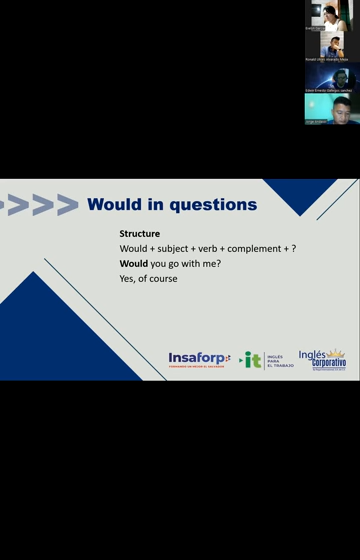 Would in questions
Structure
Would + subject + verb + complement + ?
Would you go with me?
Yes, of course
Insaforp
it
INGLÉS
PARA
EL TRABAJO
Inglés
Corporativo